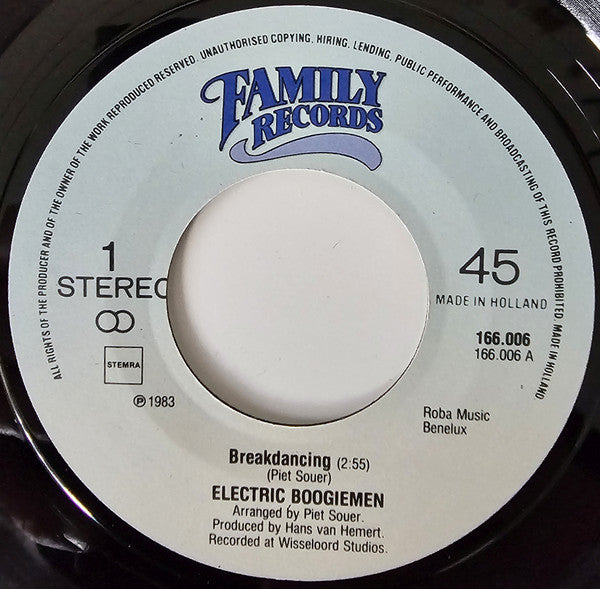 ALL RIGHTS OF THE PRODUCER AND OF THE OWNER OF THE WORK REPRODUCED RESERVED. UNAUTHORISED COPYING, HIRING, LENDING, PUBLIC PERFORMANCE AND BROADCASTING OF THIS RECORD PROHIBITED. MADE IN HOLLAND
FAMILY
RECORDS
1
STEREO
45
MADE IN HOLLAND
STEMRA
166.006
166.006 A
℗ 1983
Roba Music
Benelux
Breakdancing (2:55)
(Piet Souer)
ELECTRIC BOOGIEMEN
Arranged by Piet Souer.
Produced by Hans van Hemert.
Recorded at Wisseloord Studios.